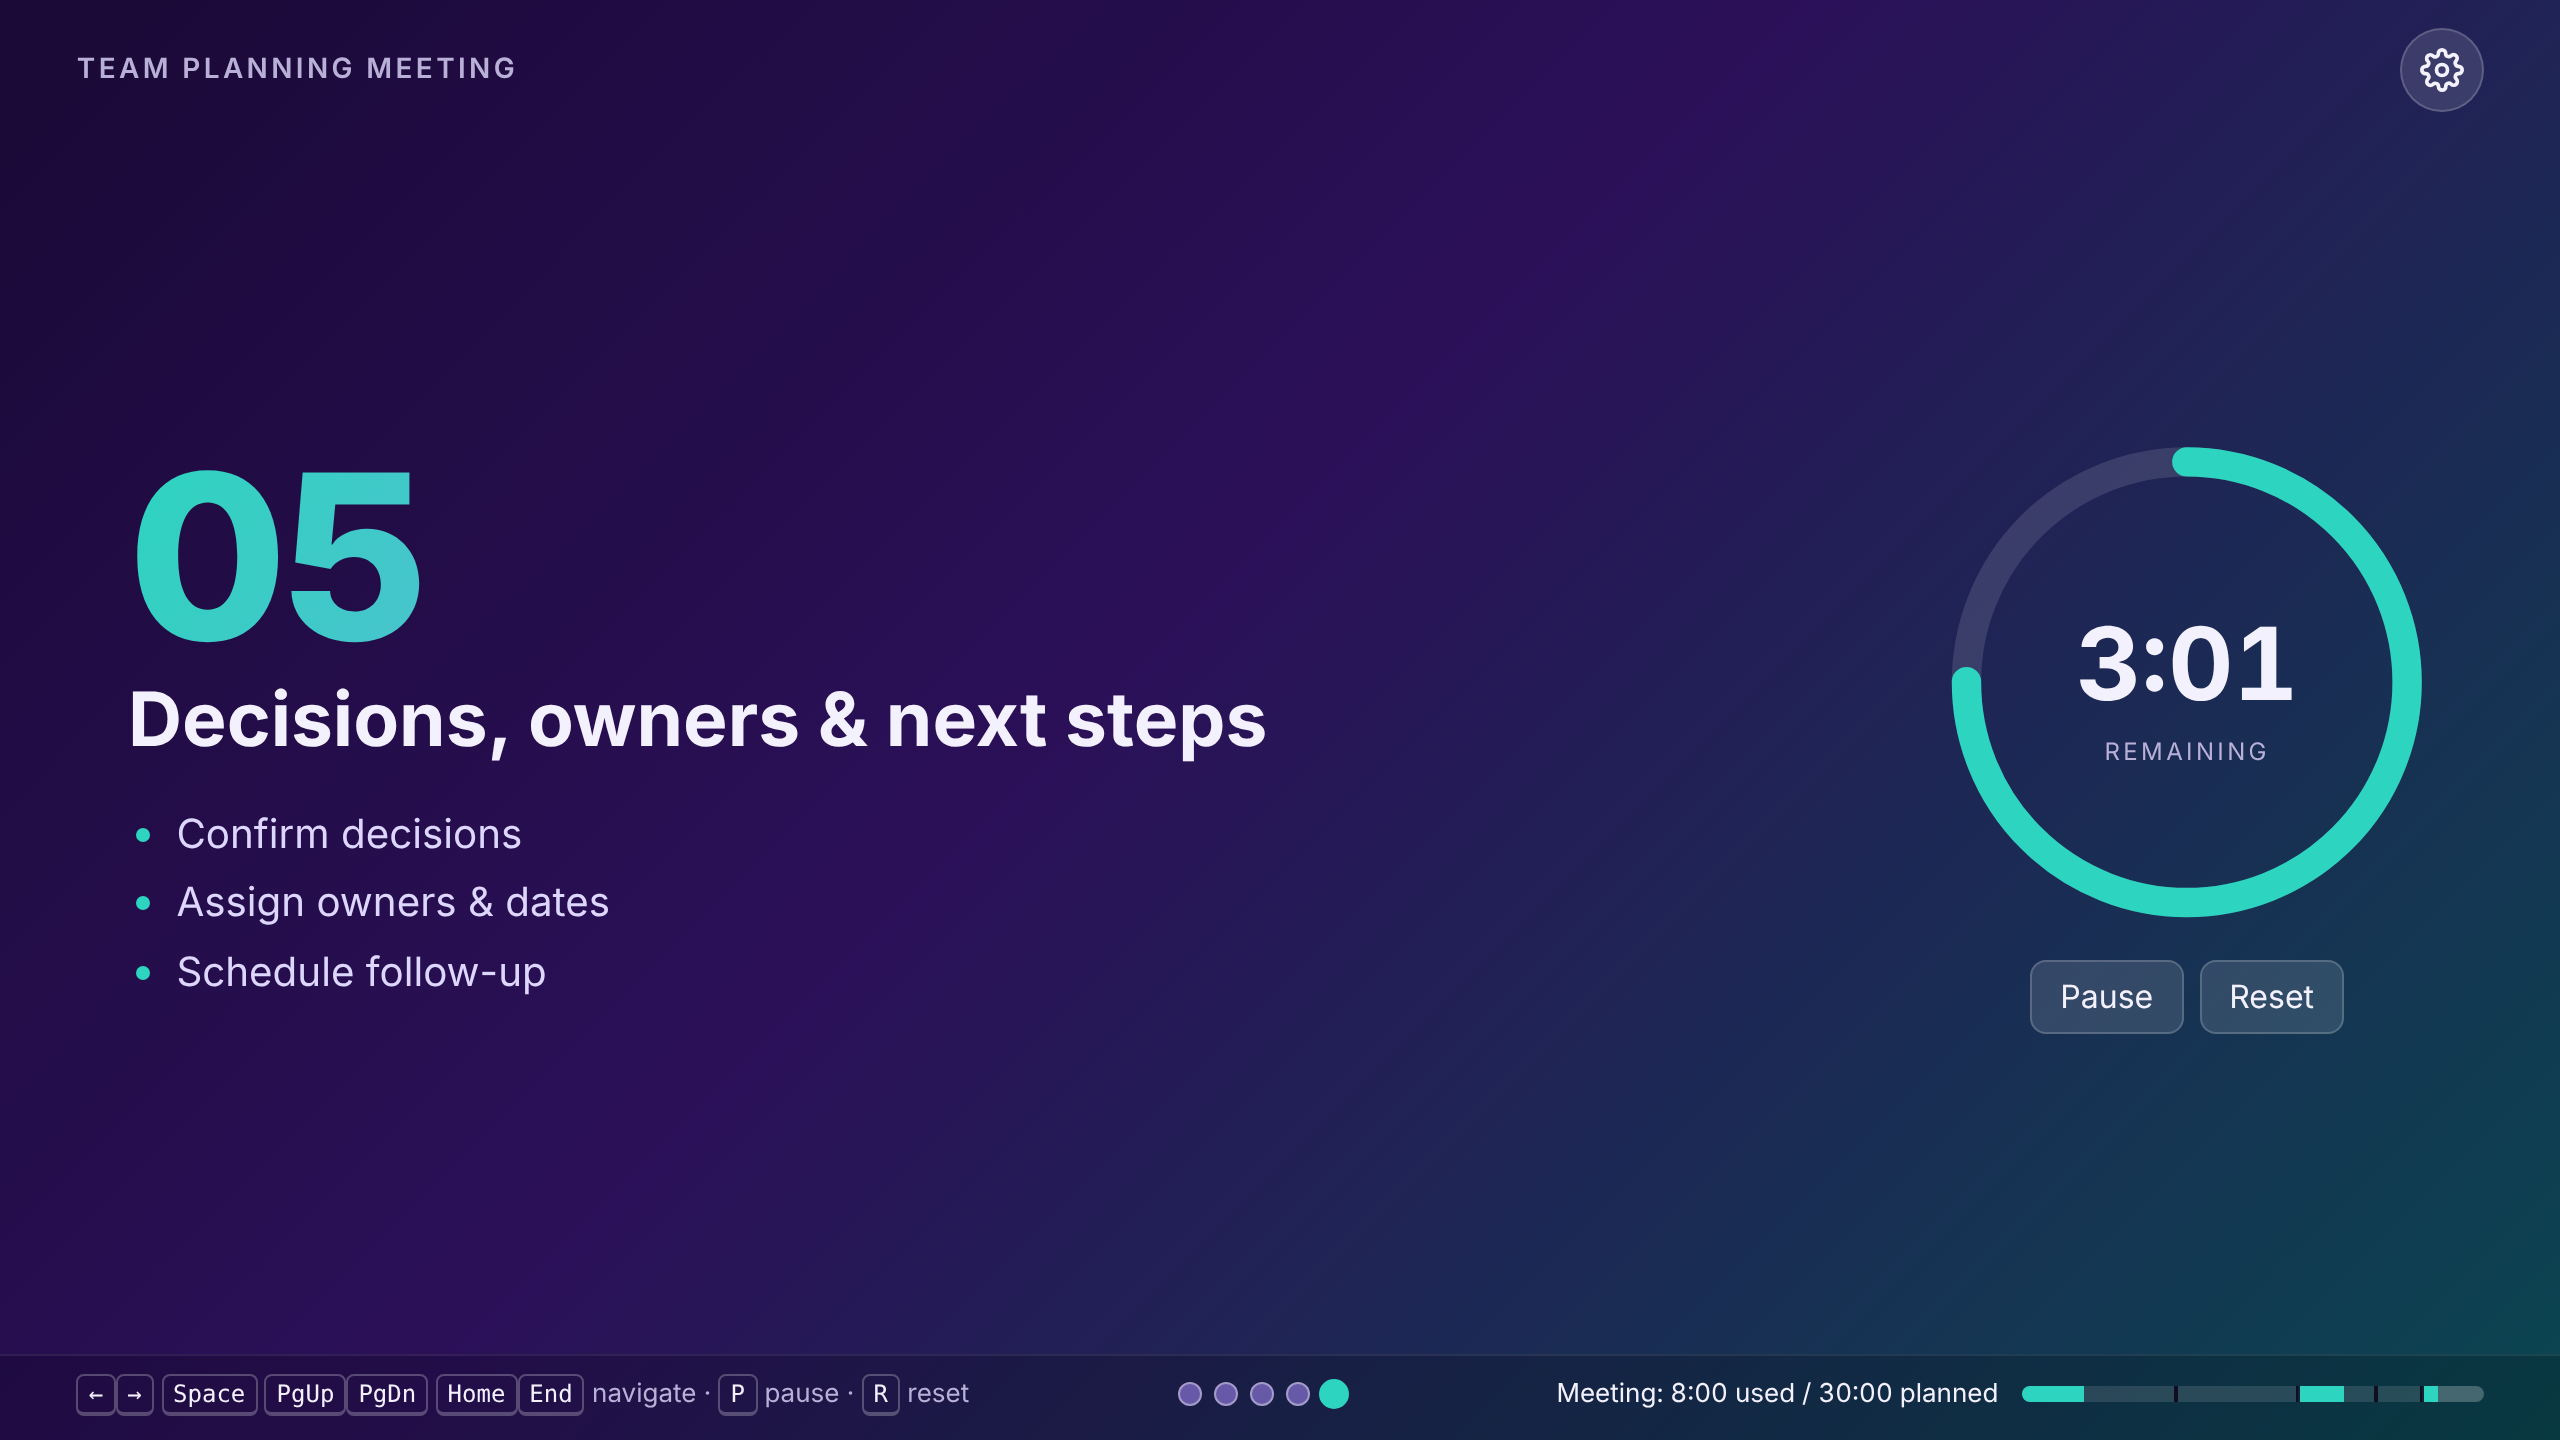 TEAM PLANNING MEETING
05
Decisions, owners & next steps
Confirm decisions
Assign owners & dates
Schedule follow-up
3:01
REMAINING
Pause Reset
← → Space PgUp PgDn Home End navigate · P pause · R reset
Meeting: 8:00 used / 30:00 planned